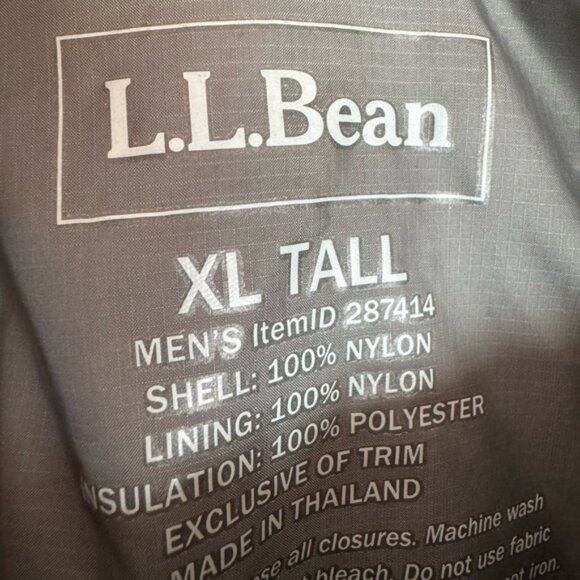 L.L.Bean
XL TALL
MEN'S ItemID 287414
SHELL: 100% NYLON
LINING: 100% NYLON
INSULATION: 100% POLYESTER
EXCLUSIVE OF TRIM
MADE IN THAILAND
all closures. Machine wash
bleach. Do not use fabric
iron.